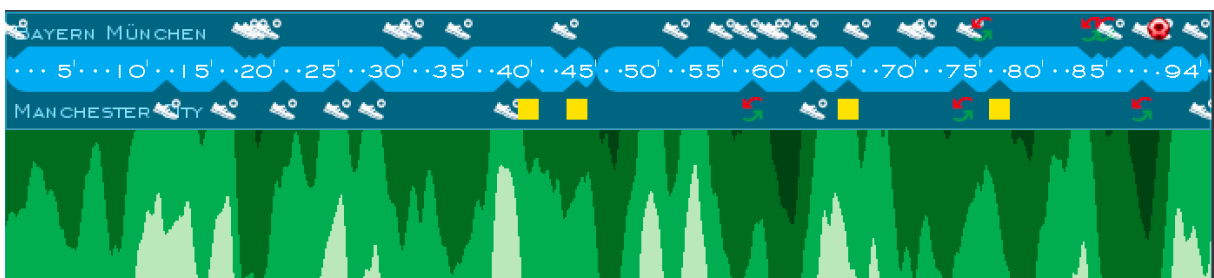 BAYERN MÜNCHEN
5' 10' 15' 20' 25' 30' 35' 40' 45' 50' 55' 60' 65' 70' 75' 80' 85' 94'
MANCHESTER CITY